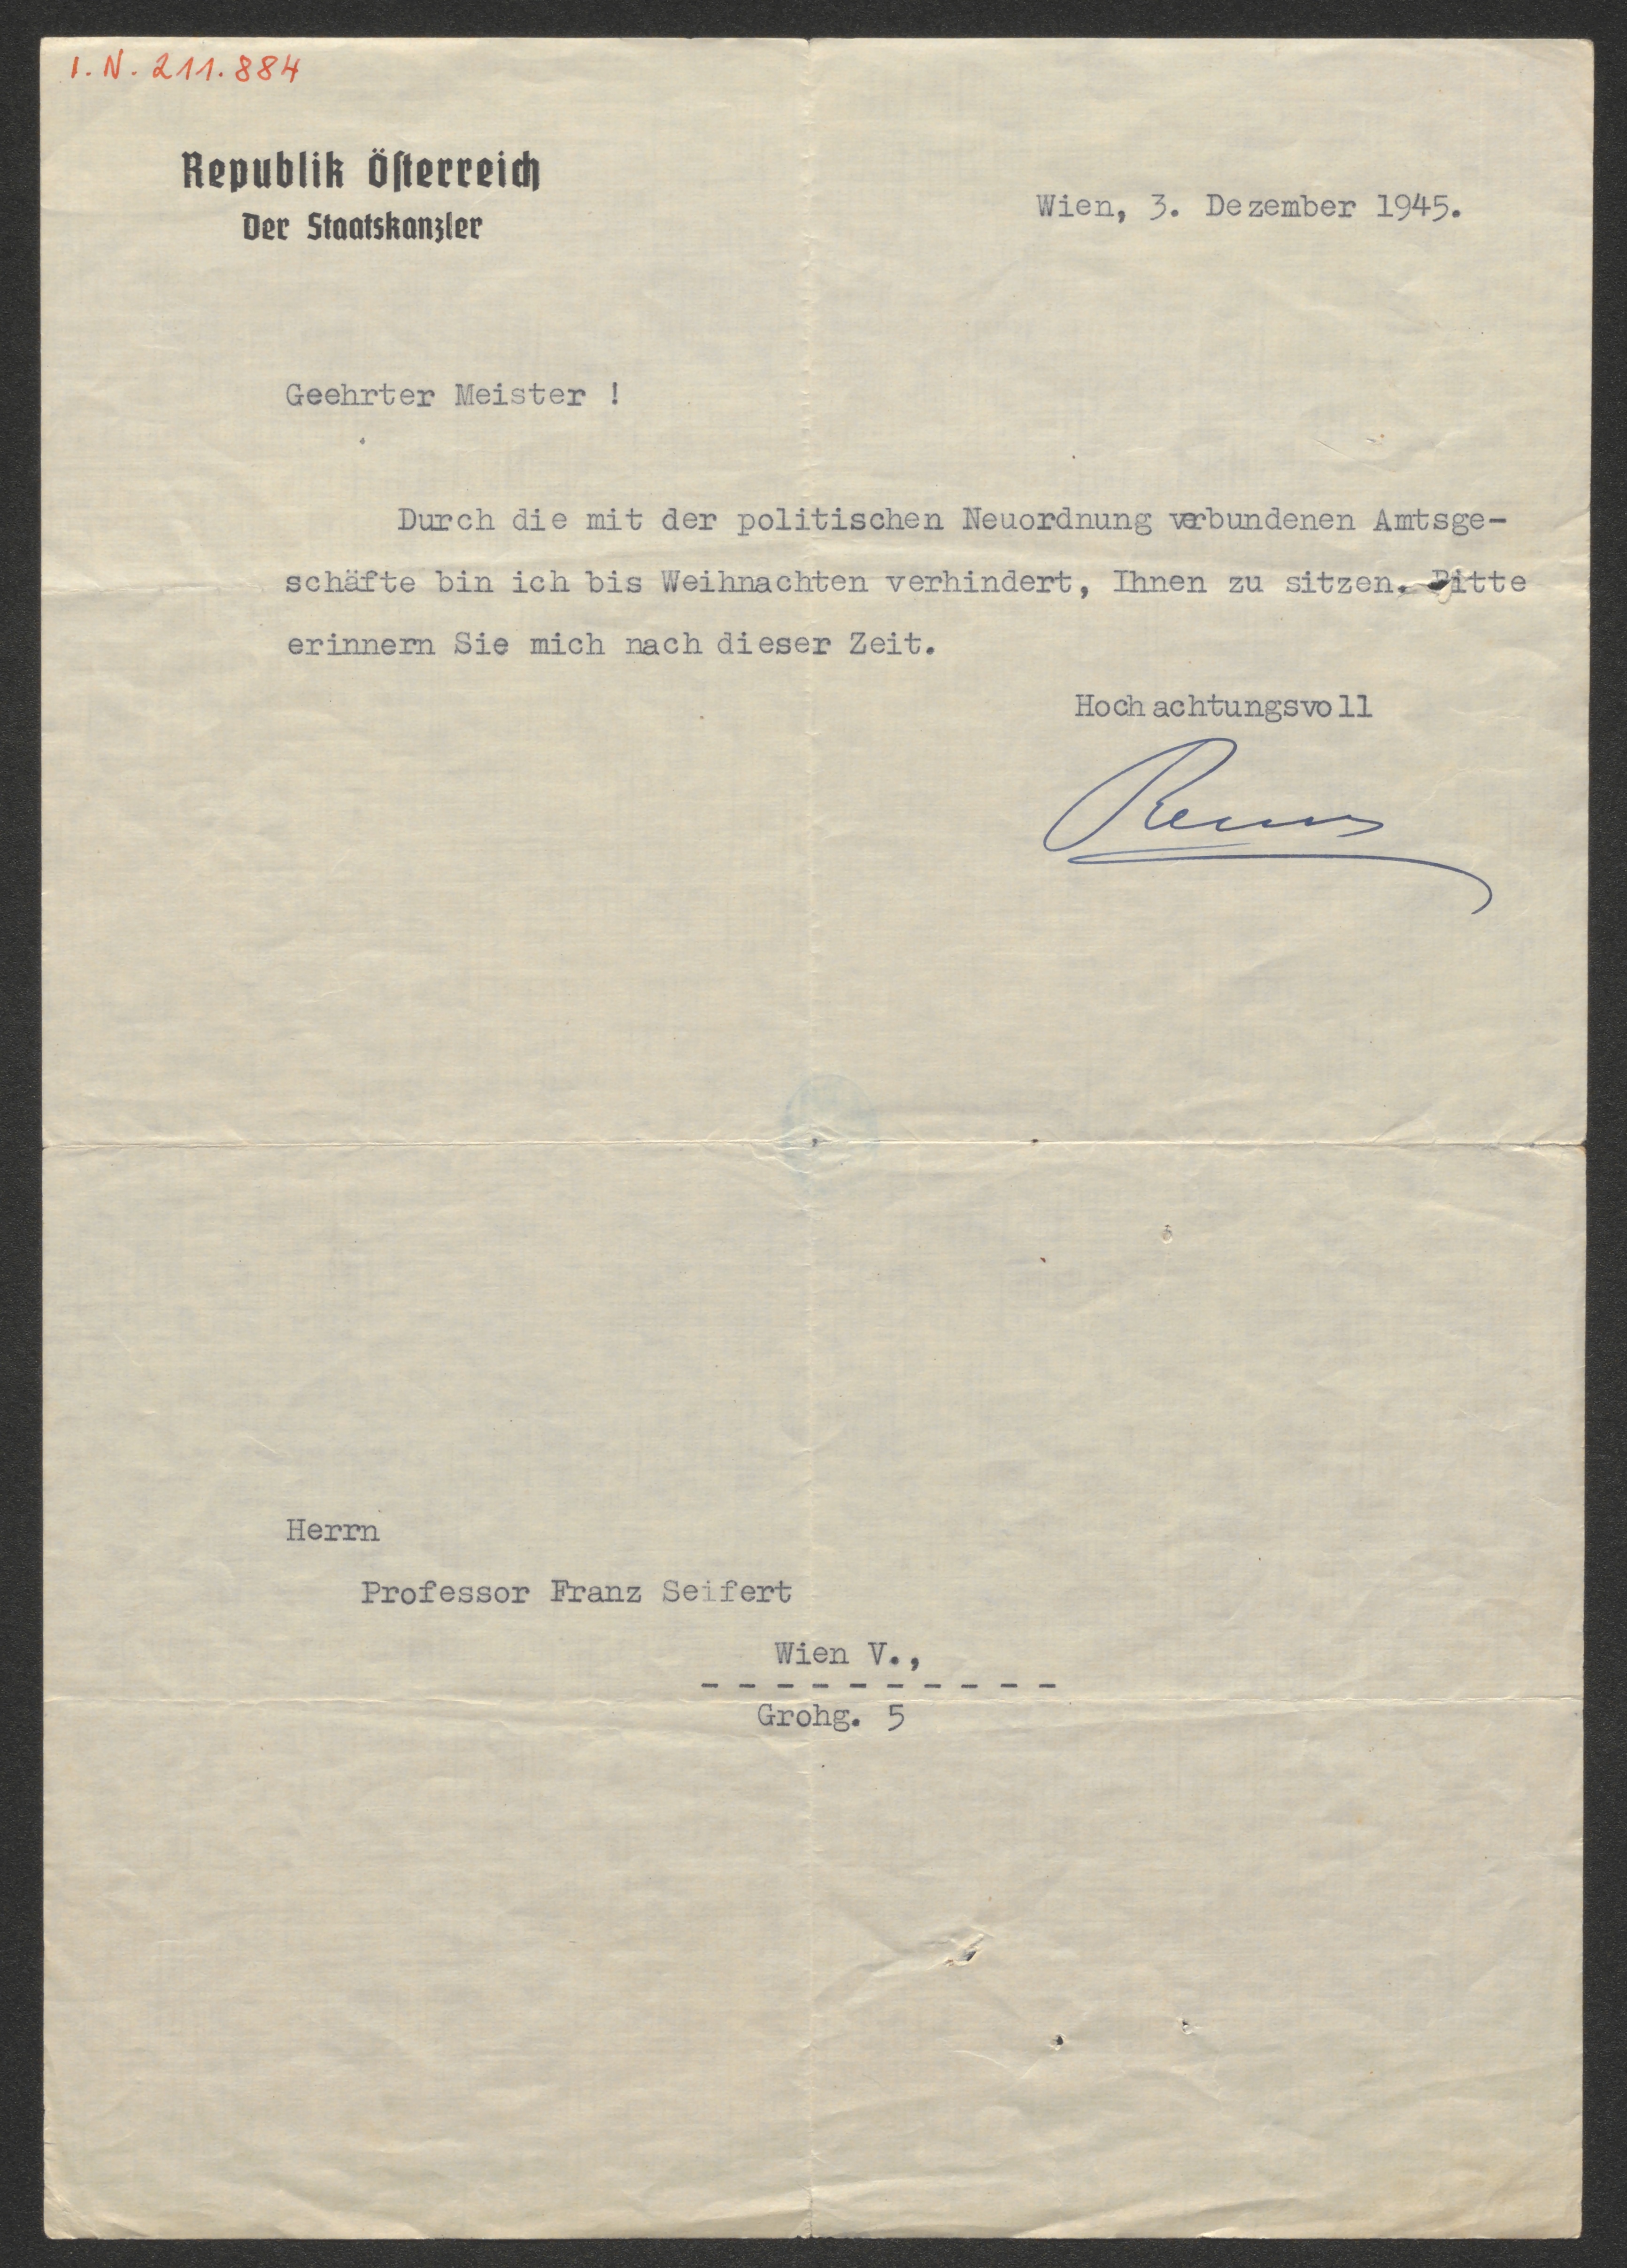 I. N. 211.884
Republik Österreich
Der Staatskanzler
Wien, 3. Dezember 1945.
Geehrter Meister !
Durch die mit der politischen Neuordnung verbundenen Amtsge-
schäfte bin ich bis Weihnachten verhindert, Ihnen zu sitzen. Bitte
erinnern Sie mich nach dieser Zeit.
Hochachtungsvoll
Renner
Herrn
Professor Franz Seifert
Wien V.,
- - - - - - - - - -
Grohg. 5